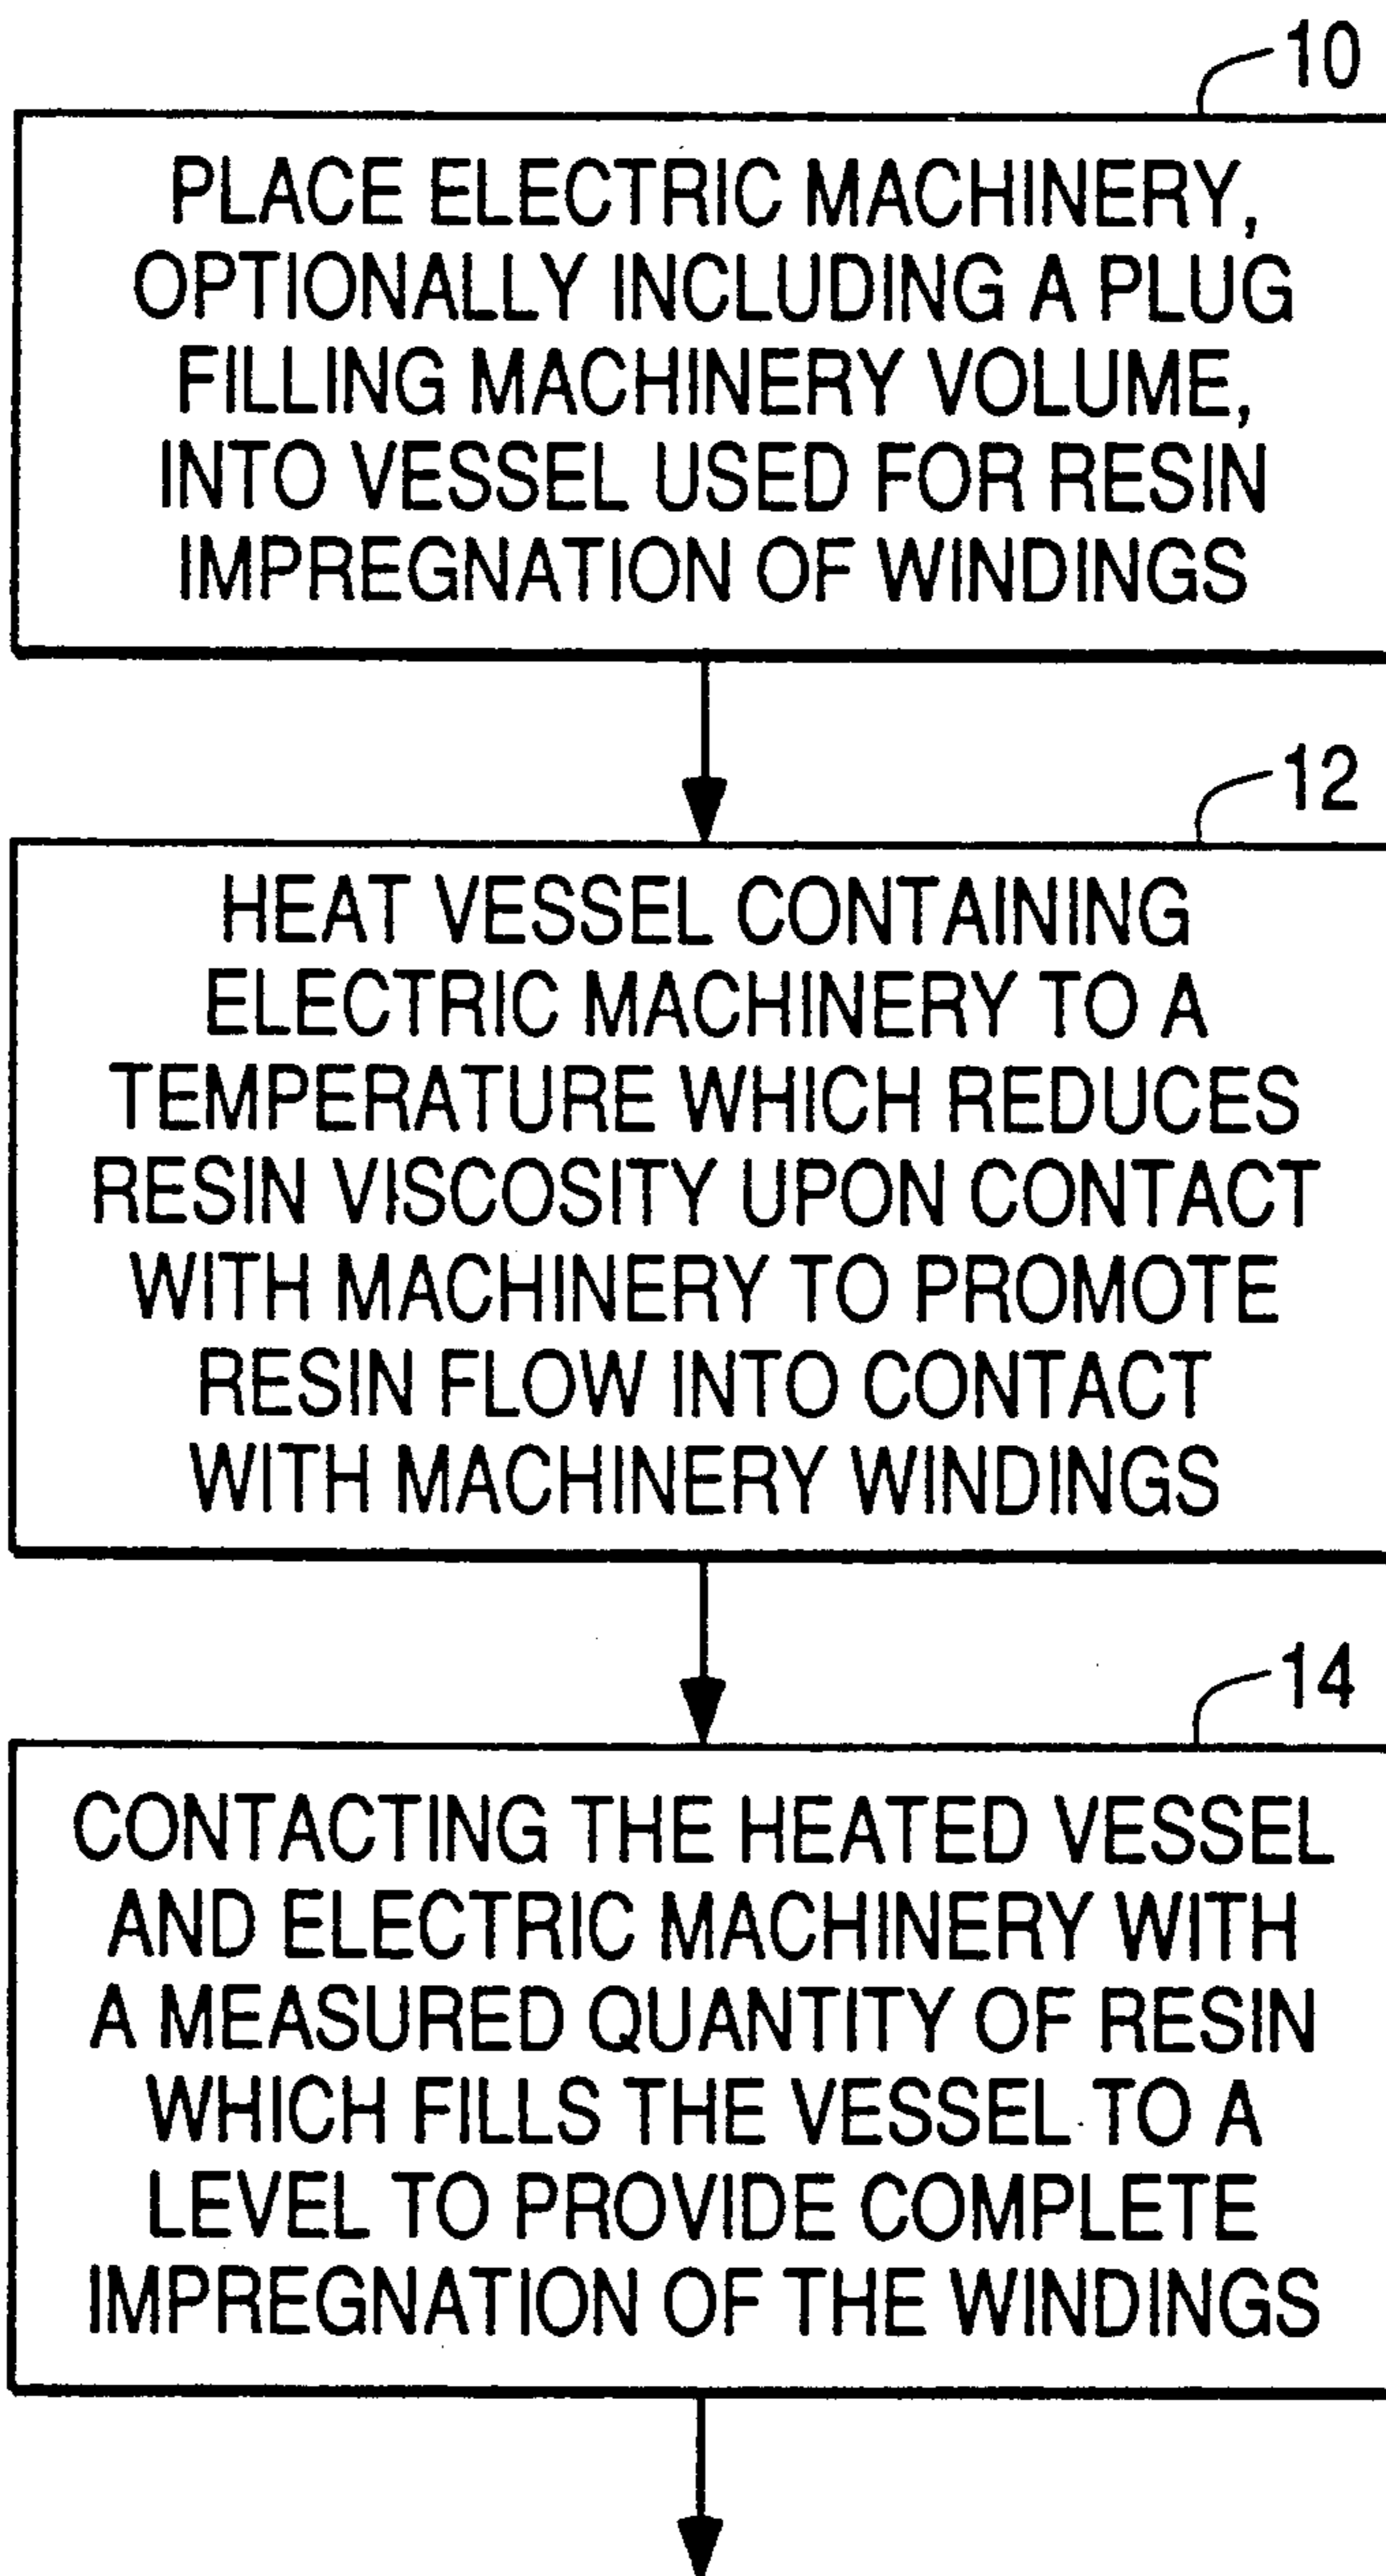 10
PLACE ELECTRIC MACHINERY,
OPTIONALLY INCLUDING A PLUG
FILLING MACHINERY VOLUME,
INTO VESSEL USED FOR RESIN
IMPREGNATION OF WINDINGS
12
HEAT VESSEL CONTAINING
ELECTRIC MACHINERY TO A
TEMPERATURE WHICH REDUCES
RESIN VISCOSITY UPON CONTACT
WITH MACHINERY TO PROMOTE
RESIN FLOW INTO CONTACT
WITH MACHINERY WINDINGS
14
CONTACTING THE HEATED VESSEL
AND ELECTRIC MACHINERY WITH
A MEASURED QUANTITY OF RESIN
WHICH FILLS THE VESSEL TO A
LEVEL TO PROVIDE COMPLETE
IMPREGNATION OF THE WINDINGS